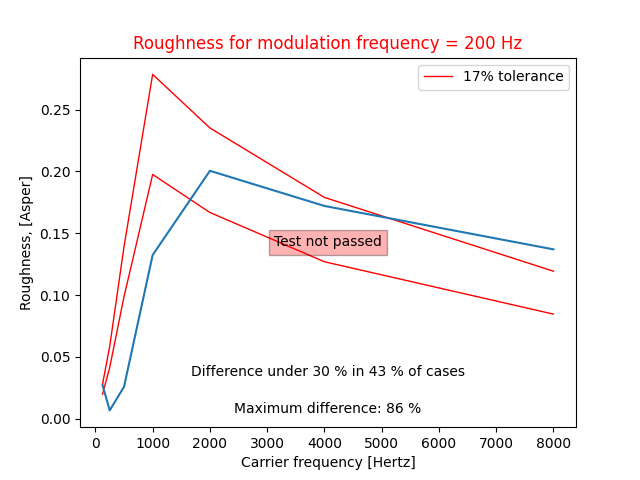 Roughness for modulation frequency = 200 Hz
17% tolerance
Roughness, [Asper]
0.25
0.20
0.15
0.10
0.05
0.00
Test not passed
Difference under 30 % in 43 % of cases
Maximum difference: 86 %
0 1000 2000 3000 4000 5000 6000 7000 8000
Carrier frequency [Hertz]